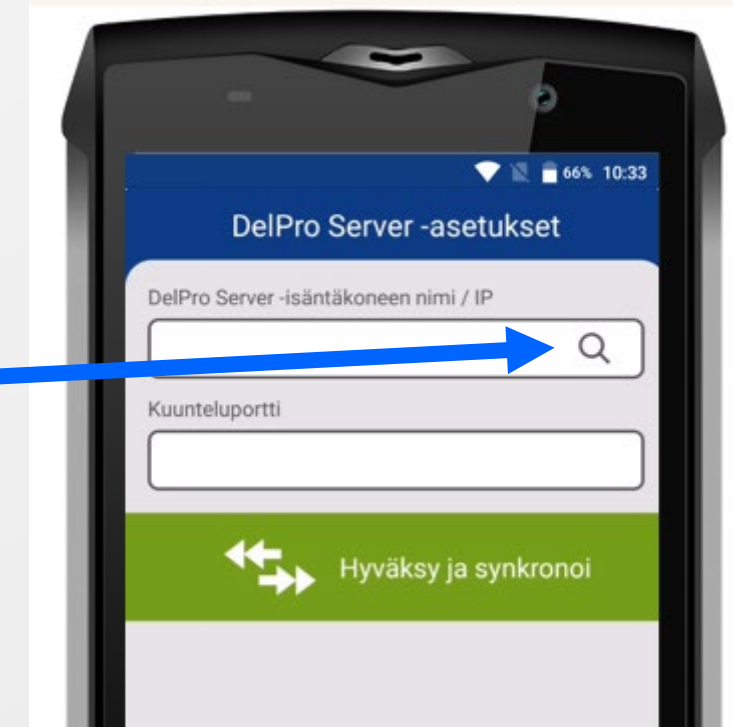 66% 10:33
DelPro Server -asetukset
DelPro Server -isäntäkoneen nimi / IP
Kuunteluportti
Hyväksy ja synkronoi